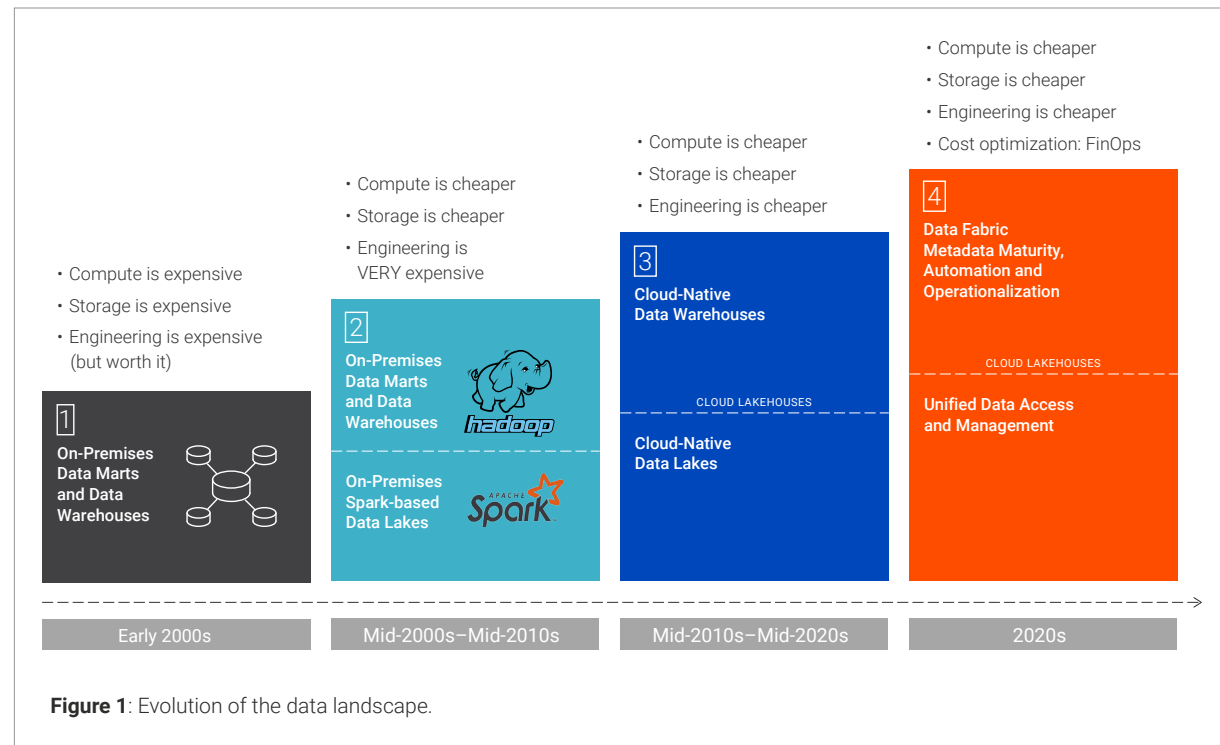 • Compute is expensive
• Storage is expensive
• Engineering is expensive
(but worth it)
1
On-Premises
Data Marts
and Data
Warehouses
• Compute is cheaper
• Storage is cheaper
• Engineering is
VERY expensive
2
On-Premises
Data Marts
and Data
Warehouses
hadoop
On-Premises
Spark-based
Data Lakes
APACHE
Spark
• Compute is cheaper
• Storage is cheaper
• Engineering is cheaper
3
Cloud-Native
Data Warehouses
CLOUD LAKEHOUSES
Cloud-Native
Data Lakes
• Compute is cheaper
• Storage is cheaper
• Engineering is cheaper
• Cost optimization: FinOps
4
Data Fabric
Metadata Maturity,
Automation and
Operationalization
CLOUD LAKEHOUSES
Unified Data Access
and Management
Early 2000s
Mid-2000s–Mid-2010s
Mid-2010s–Mid-2020s
2020s
Figure 1: Evolution of the data landscape.